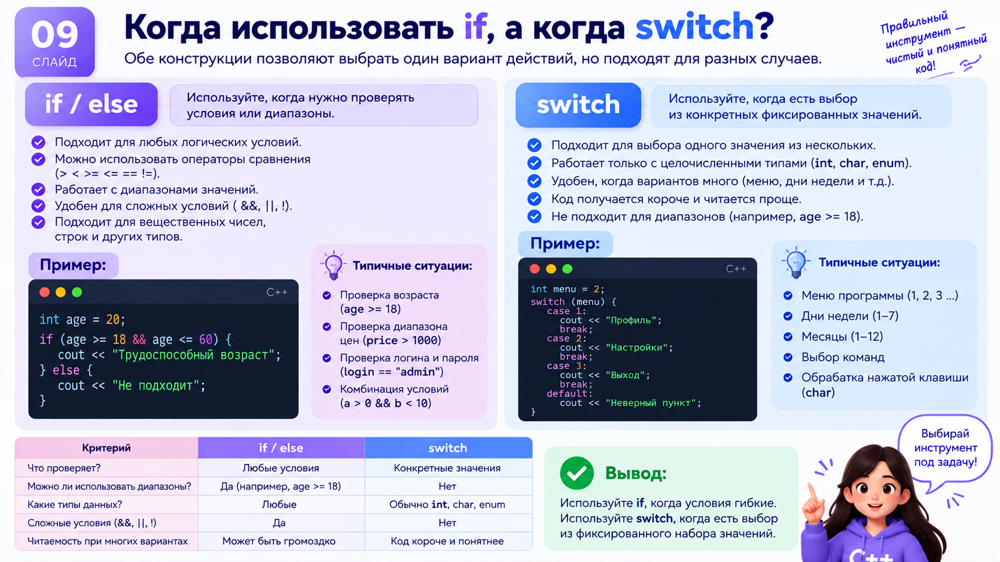 09
СЛАЙД
Когда использовать if, а когда switch?
Обе конструкции позволяют выбрать один вариант действий, но подходят для разных случаев.
Правильный
инструмент —
чистый и понятный
код!
if / else
Используйте, когда нужно проверять
условия или диапазоны.
Подходит для любых логических условий.
Можно использовать операторы сравнения
(> < >= <= == !=).
Работает с диапазонами значений.
Удобен для сложных условий ( &&, ||, !).
Подходит для вещественных чисел,
строк и других типов.
Пример:
C++
int age = 20;
if (age >= 18 && age <= 60) {
cout << "Трудоспособный возраст";
} else {
cout << "Не подходит";
}
Типичные ситуации:
Проверка возраста
(age >= 18)
Проверка диапазона
цен (price > 1000)
Проверка логина и пароля
(login == "admin")
Комбинация условий
(a > 0 && b < 10)
switch
Используйте, когда есть выбор
из конкретных фиксированных значений.
Подходит для выбора одного значения из нескольких.
Работает только с целочисленными типами (int, char, enum).
Удобен, когда вариантов много (меню, дни недели и т.д.).
Код получается короче и читается проще.
Не подходит для диапазонов (например, age >= 18).
Пример:
C++
int menu = 2;
switch (menu) {
case 1:
cout << "Профиль";
break;
case 2:
cout << "Настройки";
break;
case 3:
cout << "Выход";
break;
default:
cout << "Неверный пункт";
}
Типичные ситуации:
Меню программы (1, 2, 3 ...)
Дни недели (1–7)
Месяцы (1–12)
Выбор команд
Обрабатка нажатой клавиши
(char)
Критерий if / else switch
Что проверяет? Любые условия Конкретные значения
Можно ли использовать диапазоны? Да (например, age >= 18) Нет
Какие типы данных? Любые Обычно int, char, enum
Сложные условия (&&, ||, !) Да Нет
Читаемость при многих вариантах Может быть громоздко Код короче и понятнее
Вывод:
Используйте if, когда условия гибкие.
Используйте switch, когда есть выбор
из фиксированного набора значений.
Выбирай
инструмент
под задачу!
C++